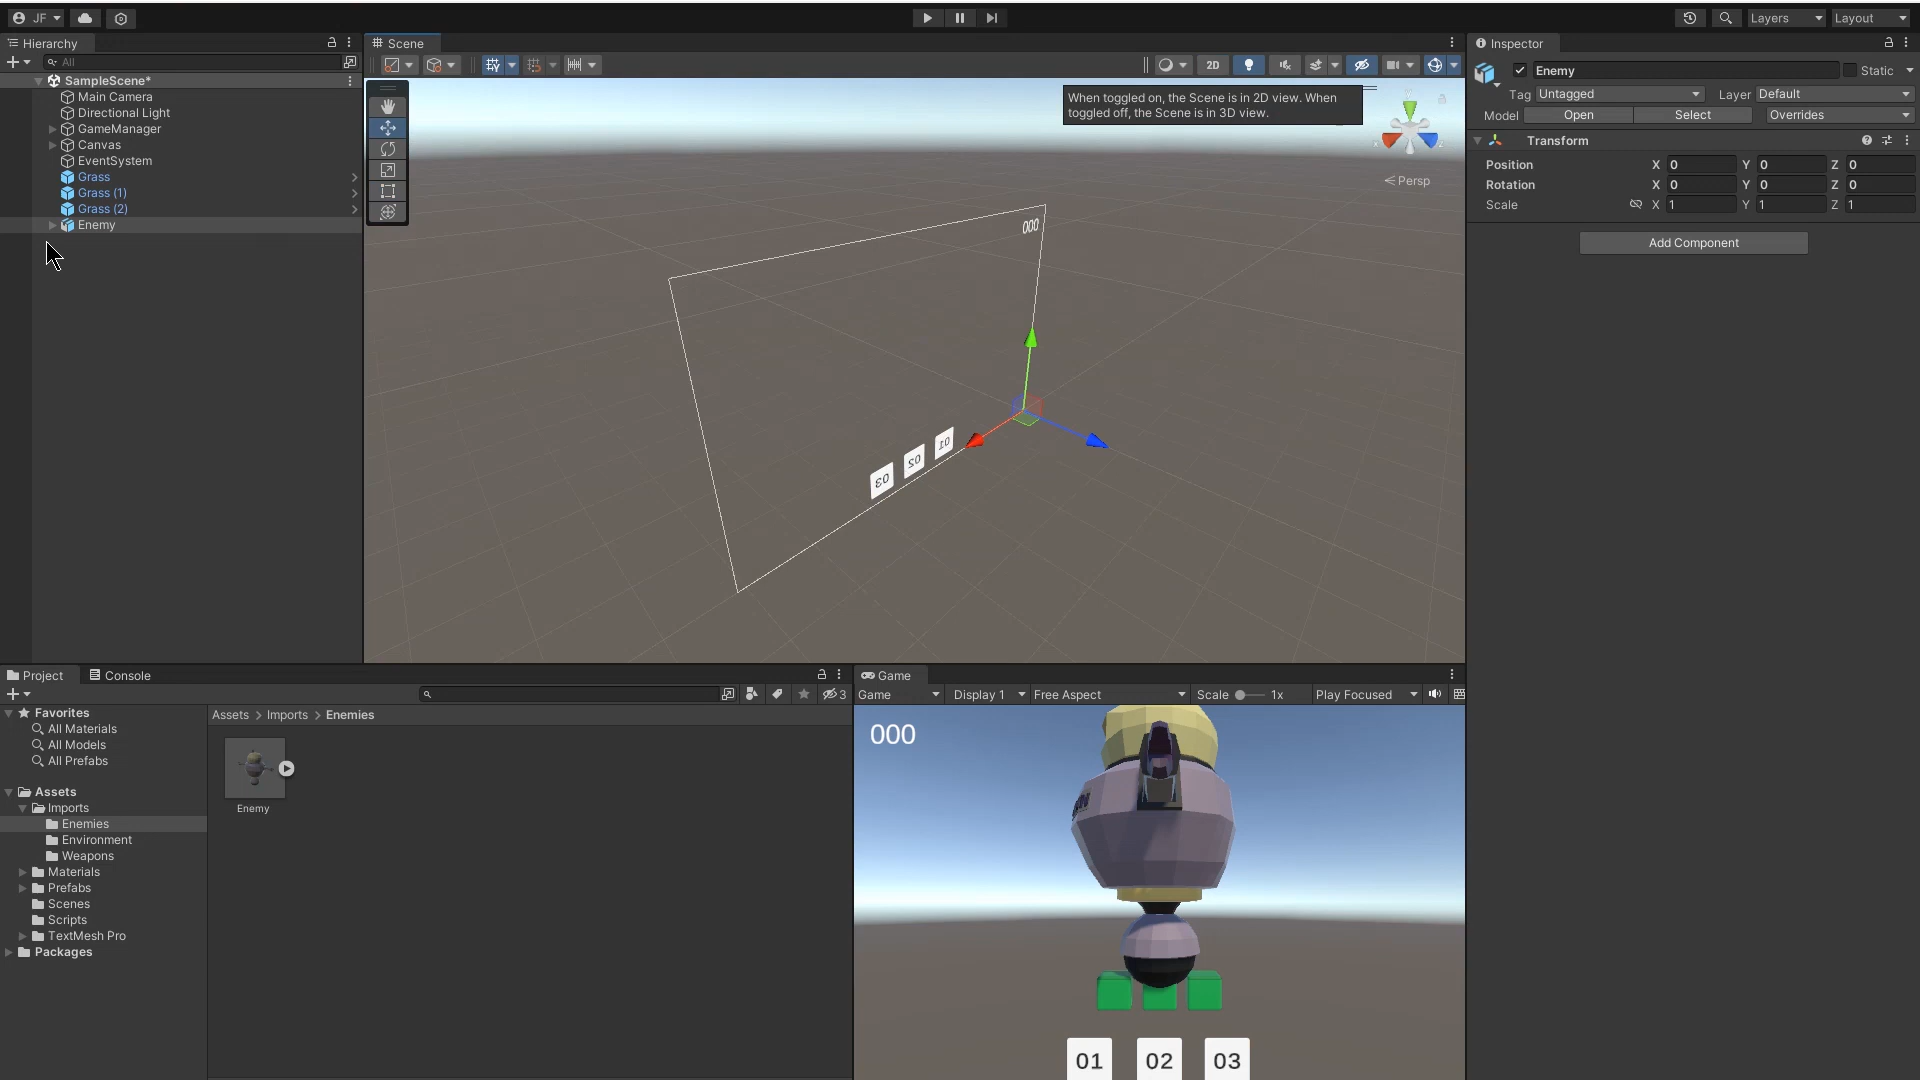 JF
Layers
Layout
Hierarchy
All
SampleScene*
Main Camera
Directional Light
GameManager
Canvas
EventSystem
Grass
Grass (1)
Grass (2)
Enemy
Scene
2D
When toggled on, the Scene is in 2D view. When
toggled off, the Scene is in 3D view.
Persp
000
01
02
03
Inspector
Enemy
Static
Tag Untagged Layer Default
Model Open Select Overrides
Transform
Position X 0 Y 0 Z 0
Rotation X 0 Y 0 Z 0
Scale X 1 Y 1 Z 1
Add Component
Project
Console
3
Favorites
All Materials
All Models
All Prefabs
Assets
Imports
Enemies
Environment
Weapons
Materials
Prefabs
Scenes
Scripts
TextMesh Pro
Packages
Assets > Imports > Enemies
Enemy
Game
Game Display 1 Free Aspect Scale 1x Play Focused
000
01 02 03